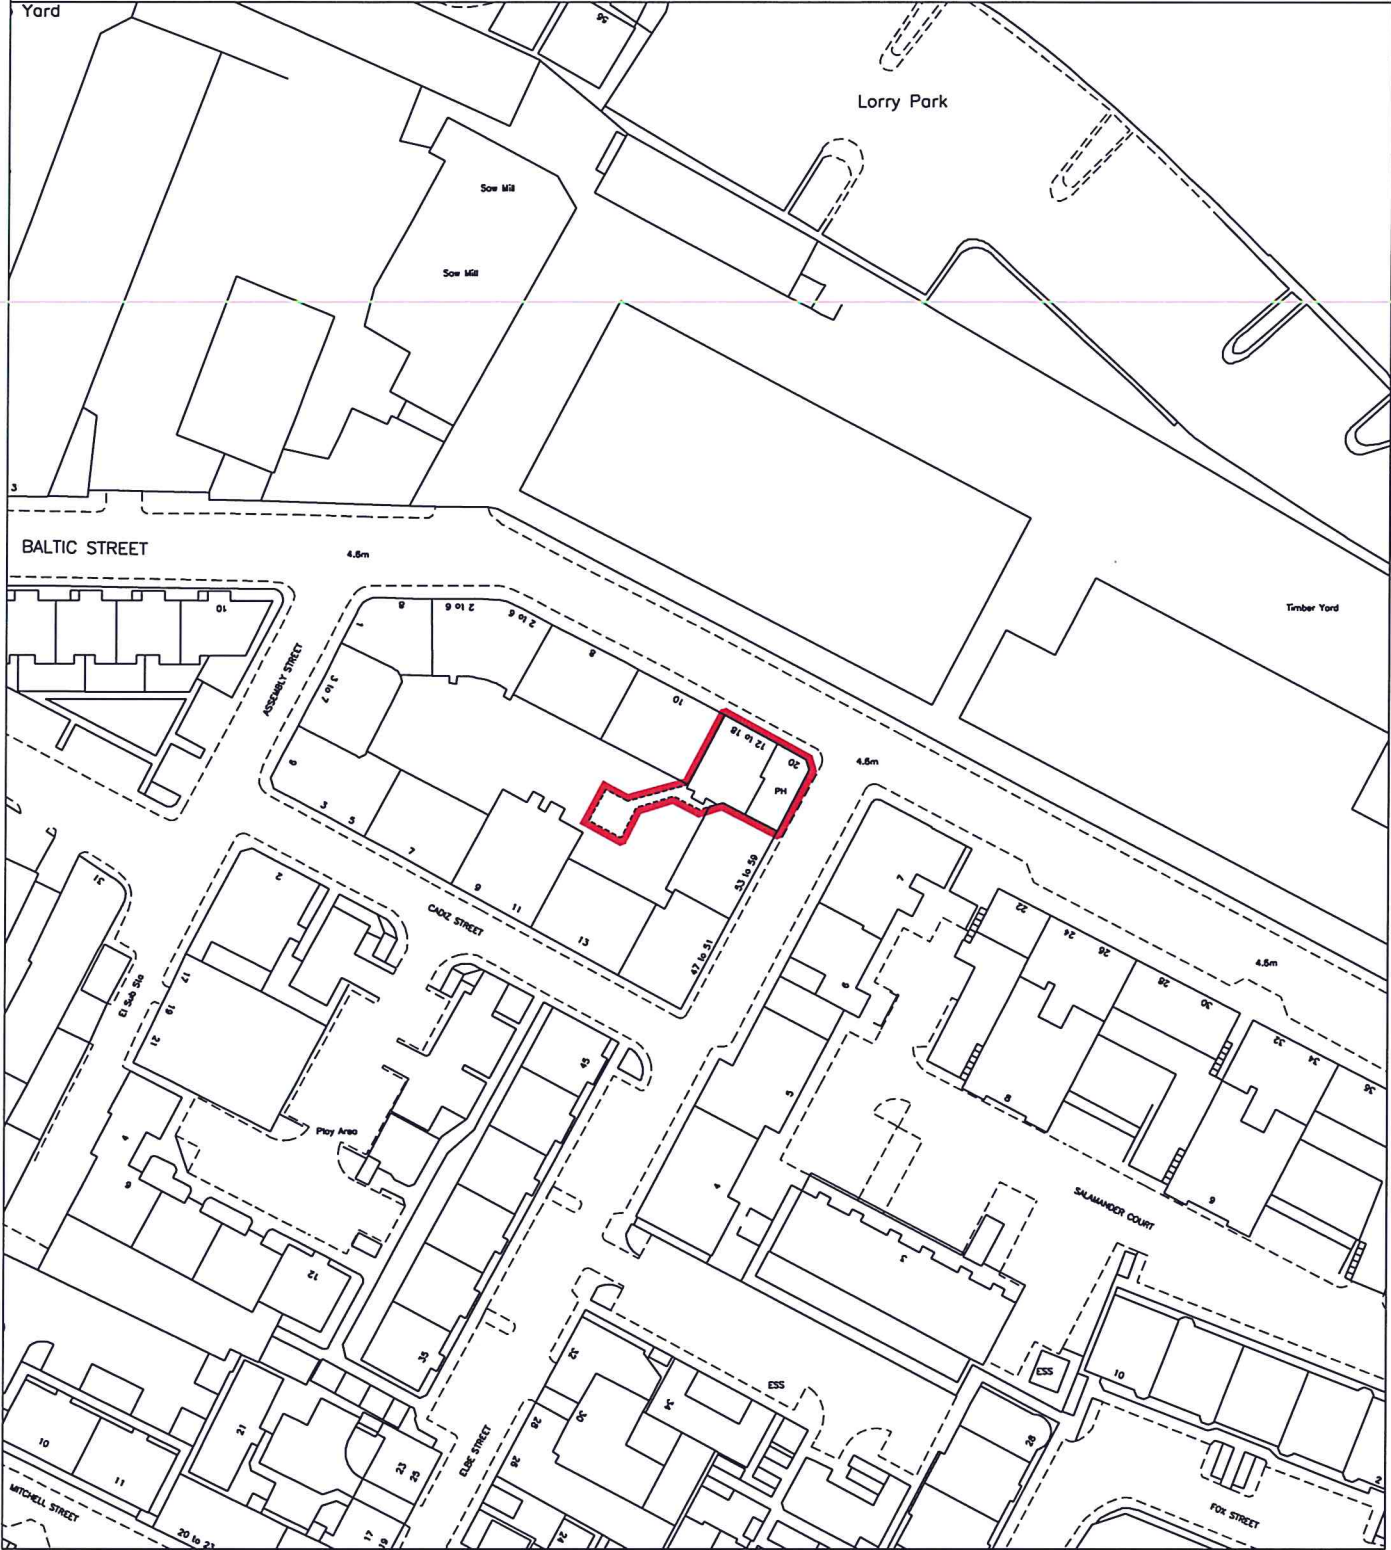 Yard
56
Lorry Park
Saw Mill
Saw Mill
3
BALTIC STREET
4.6m
Timber Yard
10
8
2 to 6
2 to 6
1
8
ASSEMBLY STREET
3 to 7
10
12 to 18
20
PH
4.6m
9
3
5
7
9
11
13
53 to 59
47 to 51
CADIZ STREET
31
2
7
22
24
26
28
30
4.6m
32
34
36
El Sub Sta
17
19
21
6
45
5
8
Play Area
4
6
4
9
SALAMANDER COURT
12
3
35
32
ESS
ESS
10
34
30
28
26
28
21
10
11
23
25
ELBE STREET
MITCHELL STREET
20 to 23
17
19
24
2
FOX STREET